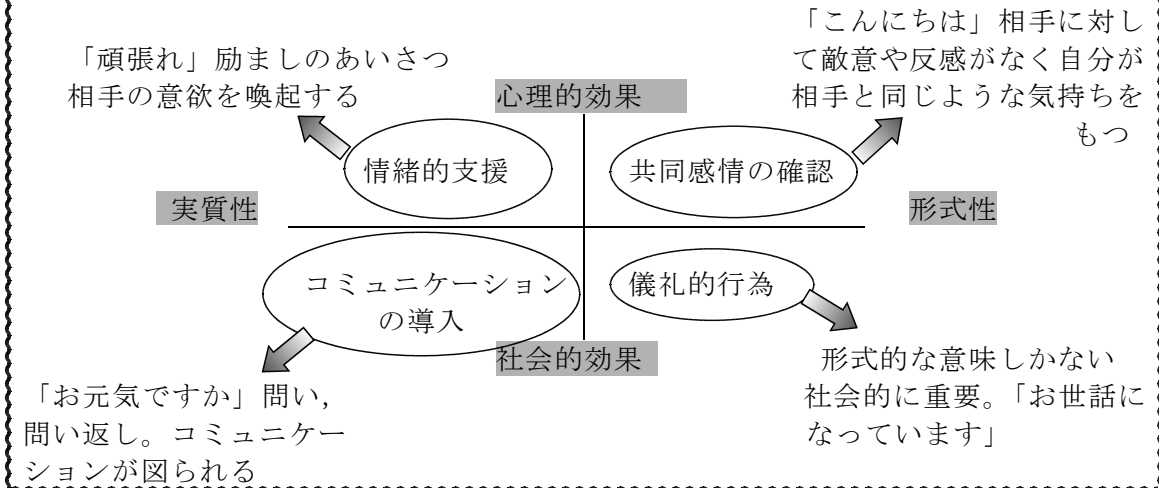 「頑張れ」励ましのあいさつ
相手の意欲を喚起する
心理的効果
「こんにちは」相手に対し
て敵意や反感がなく自分が
相手と同じような気持ちを
もつ
情緒的支援
共同感情の確認
実質性
形式性
コミュニケーション
の導入
儀礼的行為
社会的効果
「お元気ですか」問い，
問い返し。コミュニケー
ションが図られる
形式的な意味しかない
社会的に重要。「お世話に
なっています」